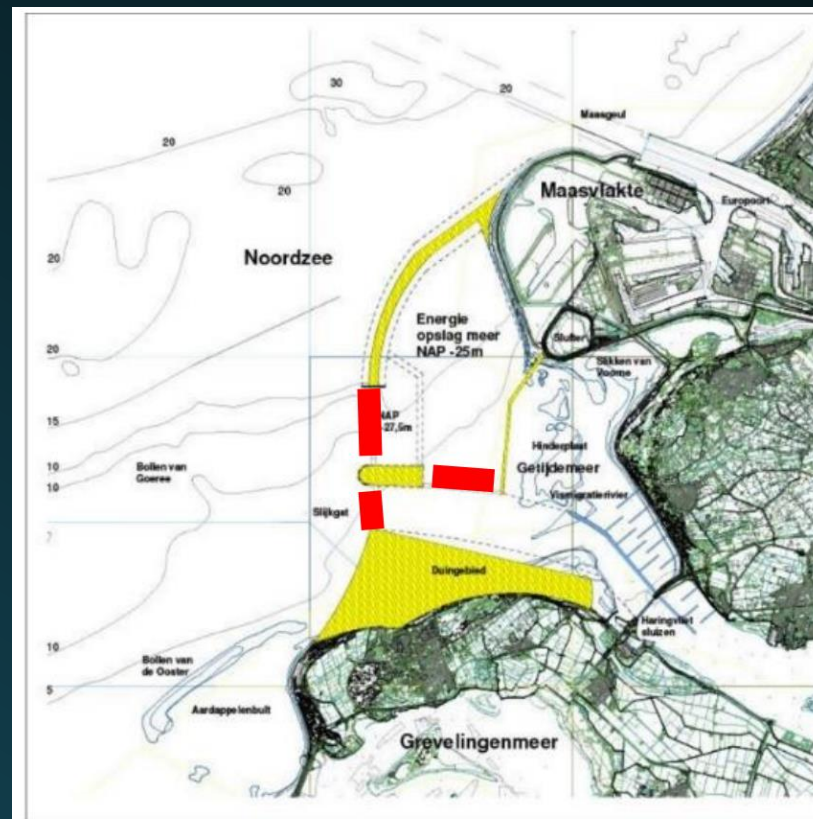 30
20
20
Maasgeul
20
Maasvlakte
Europoort
Noordzee
20
Energie
opslag meer
NAP -25m
Slufter
20
Slikken van
Voorne
15
NAP
-27,5m
10
Bollen van
Goeree
10
Hinderplaat
Getijdemeer
Slijkgat
Vismigratierivier
Duingebied
Haringvliet
sluizen
10
Bollen van
de Ooster
5
Aardappelenbult
Grevelingenmeer